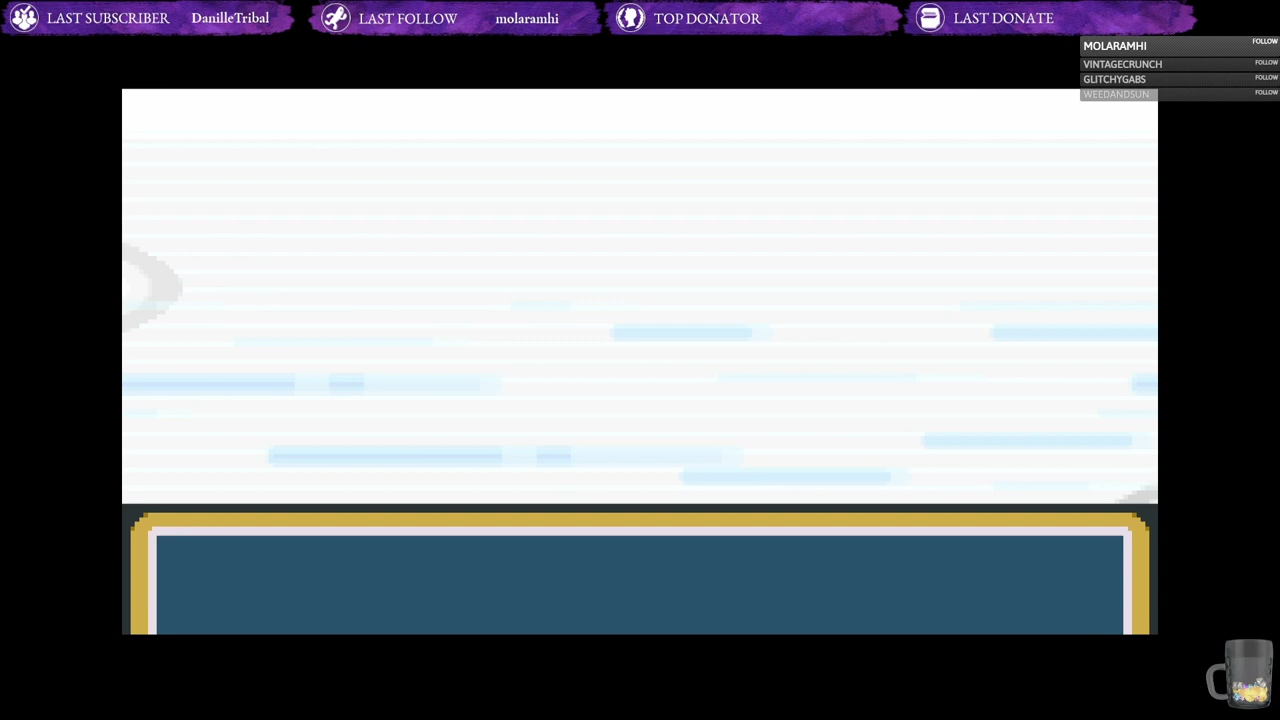 LAST SUBSCRIBER DanilleTribal LAST FOLLOW molaramhi TOP DONATOR LAST DONATE
MOLARAMHI FOLLOW
VINTAGECRUNCH FOLLOW
GLITCHYGABS FOLLOW
WEEDANDSUN FOLLOW